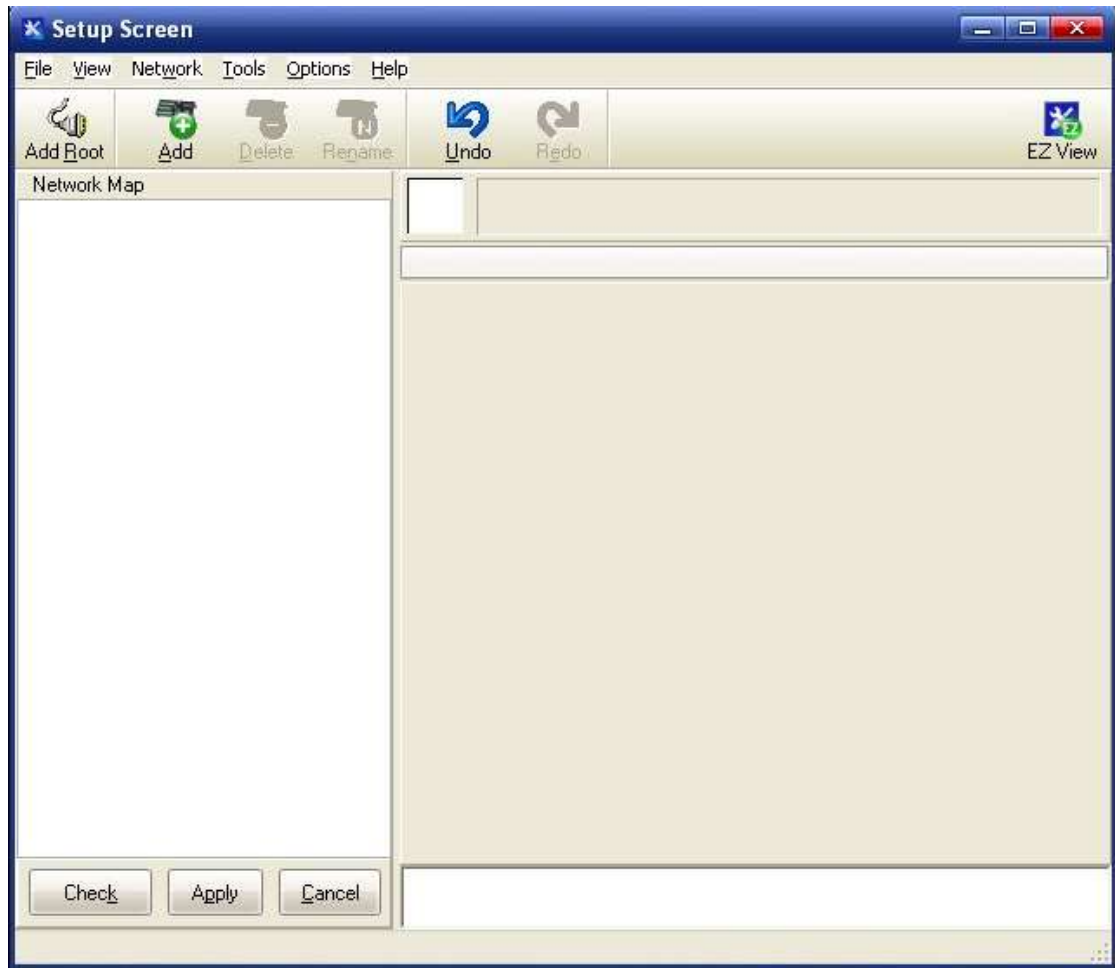 Setup Screen
File View Network Tools Options Help
Add Root Add Delete Rename Undo Redo EZ View
Network Map
Check Apply Cancel